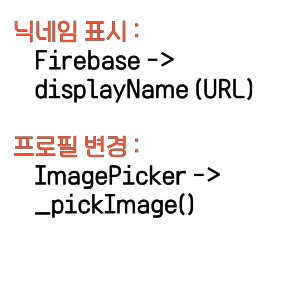 닉네임 표시 :
Firebase ->
displayName (URL)
프로필 변경 :
ImagePicker ->
_pickImage()